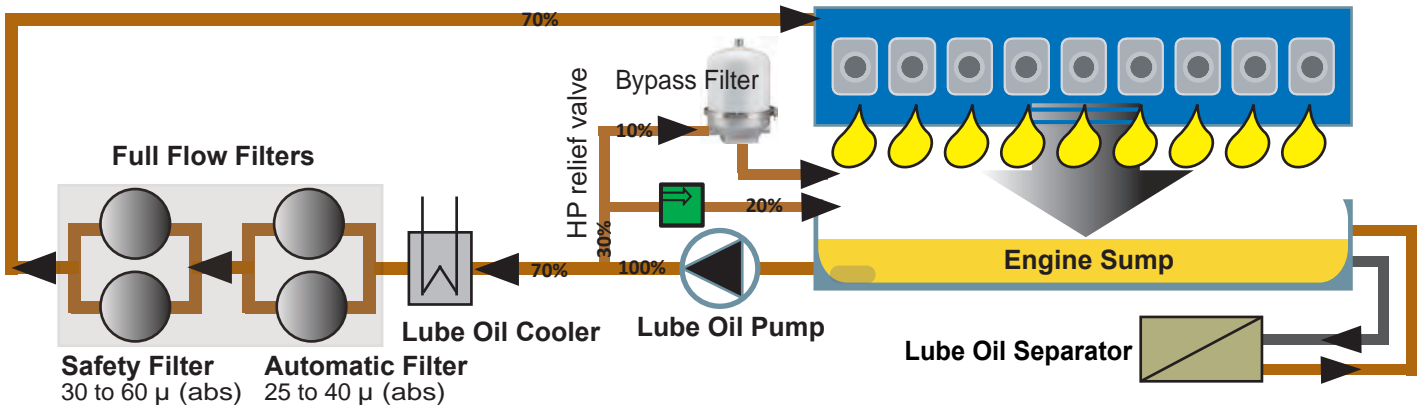 70%
Bypass Filter
HP relief valve
10%
Full Flow Filters
20%
30%
70%
100%
Engine Sump
Lube Oil Cooler
Lube Oil Pump
Lube Oil Separator
Safety Filter
30 to 60 µ (abs)
Automatic Filter
25 to 40 µ (abs)